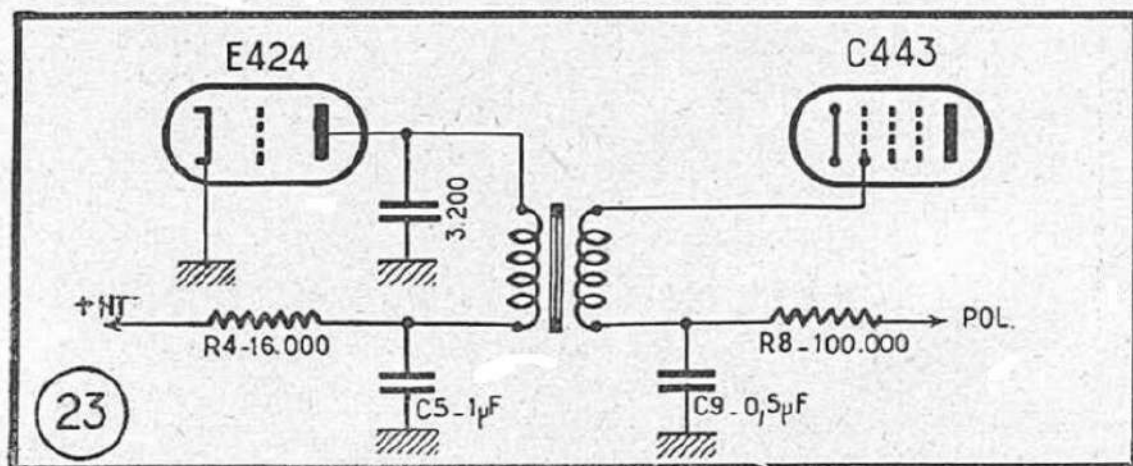 E424
C443
3.200
+HT
R4-16.000
POL.
R8-100.000
C5-1µF
C9-0,5µF
23